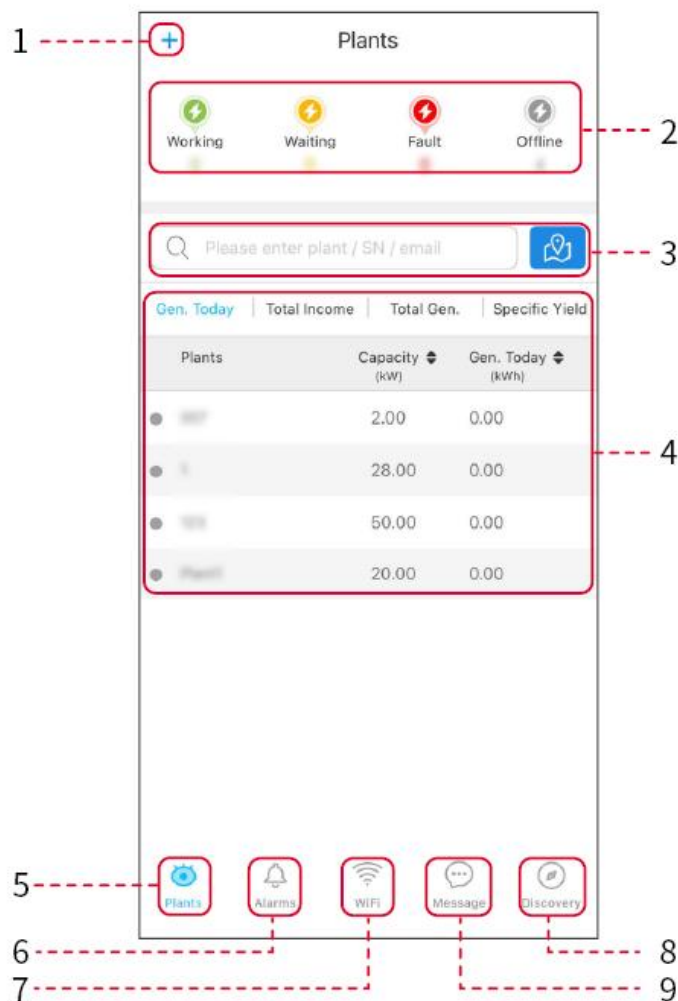 1
Plants
Working Waiting Fault Offline
2
Please enter plant / SN / email
3
Gen. Today Total Income Total Gen. Specific Yield
Plants Capacity Gen. Today
(kW) (kWh)
2.00 0.00
4
28.00 0.00
50.00 0.00
20.00 0.00
5
Plants Alarms WiFi Message Discovery
6 8
7 9